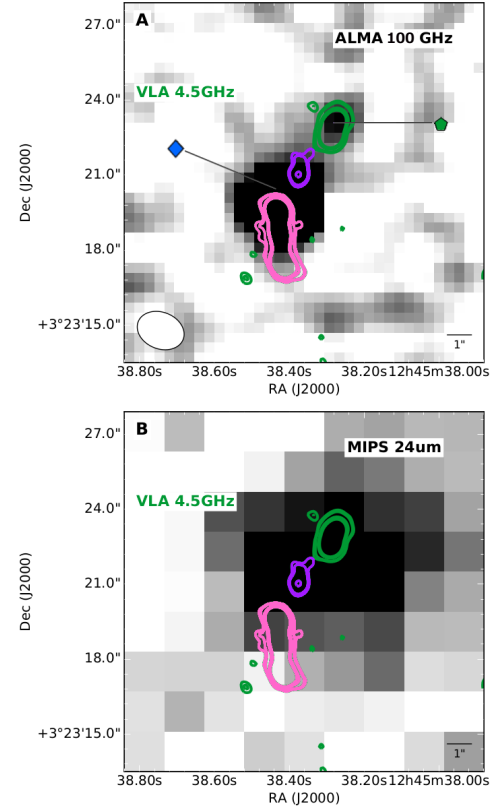 27.0"
A
ALMA 100 GHz
24.0"
VLA 4.5GHz
Dec (J2000)
21.0"
18.0"
+3°23'15.0"
1"
38.80s 38.60s 38.40s 38.20s 12h45m38.00s
RA (J2000)
B
27.0"
MIPS 24um
24.0"
VLA 4.5GHz
Dec (J2000)
21.0"
18.0"
+3°23'15.0"
1"
38.80s 38.60s 38.40s 38.20s 12h45m38.00s
RA (J2000)